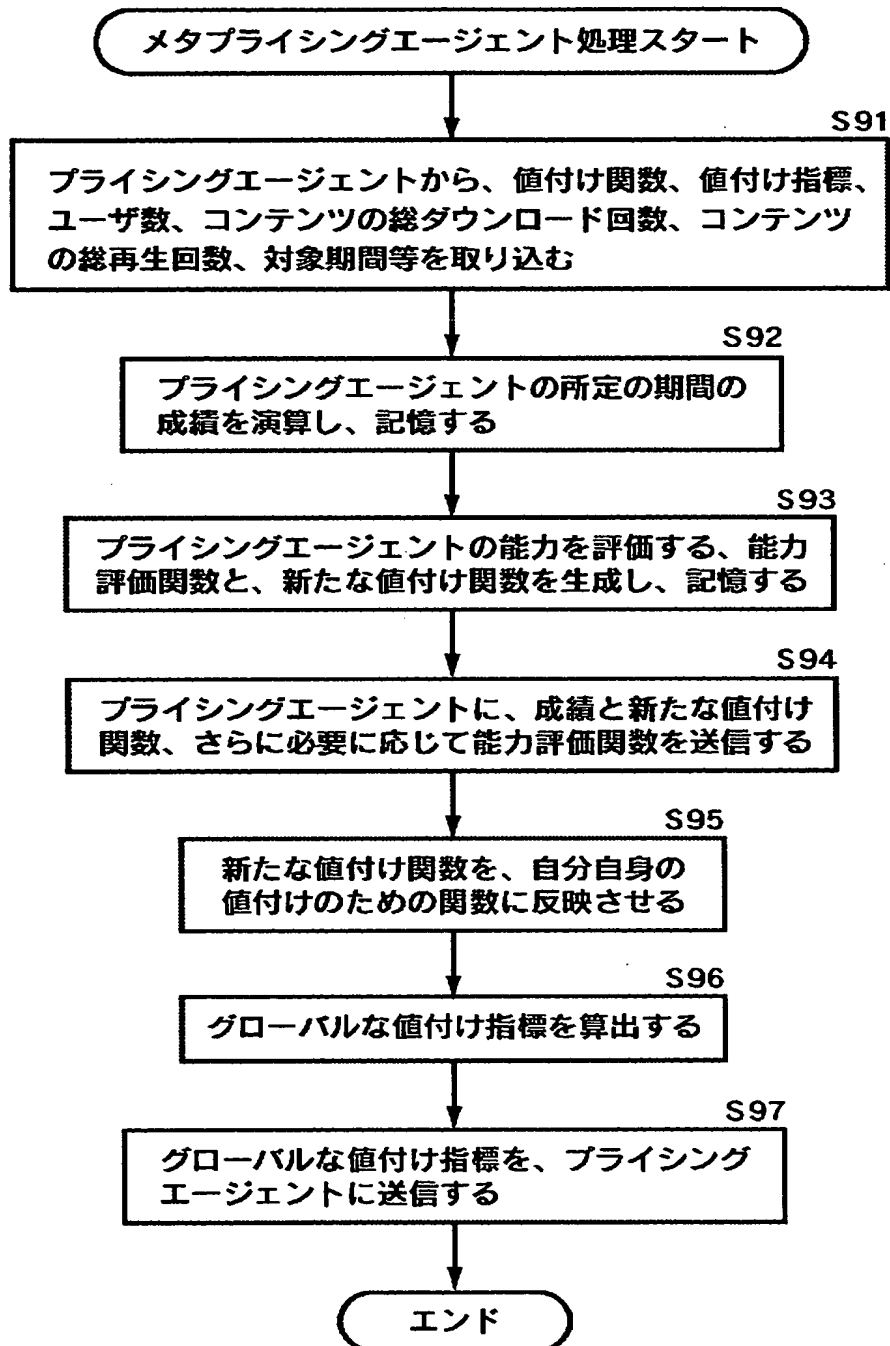 メタプライシングエージェント処理スタート
S91
プライシングエージェントから、値付け関数、値付け指標、
ユーザ数、コンテンツの総ダウンロード回数、コンテンツ
の総再生回数、対象期間等を取り込む
S92
プライシングエージェントの所定の期間の
成績を演算し、記憶する
S93
プライシングエージェントの能力を評価する、能力
評価関数と、新たな値付け関数を生成し、記憶する
S94
プライシングエージェントに、成績と新たな値付け
関数、さらに必要に応じて能力評価関数を送信する
S95
新たな値付け関数を、自分自身の
値付けのための関数に反映させる
S96
グローバルな値付け指標を算出する
S97
グローバルな値付け指標を、プライシング
エージェントに送信する
エンド